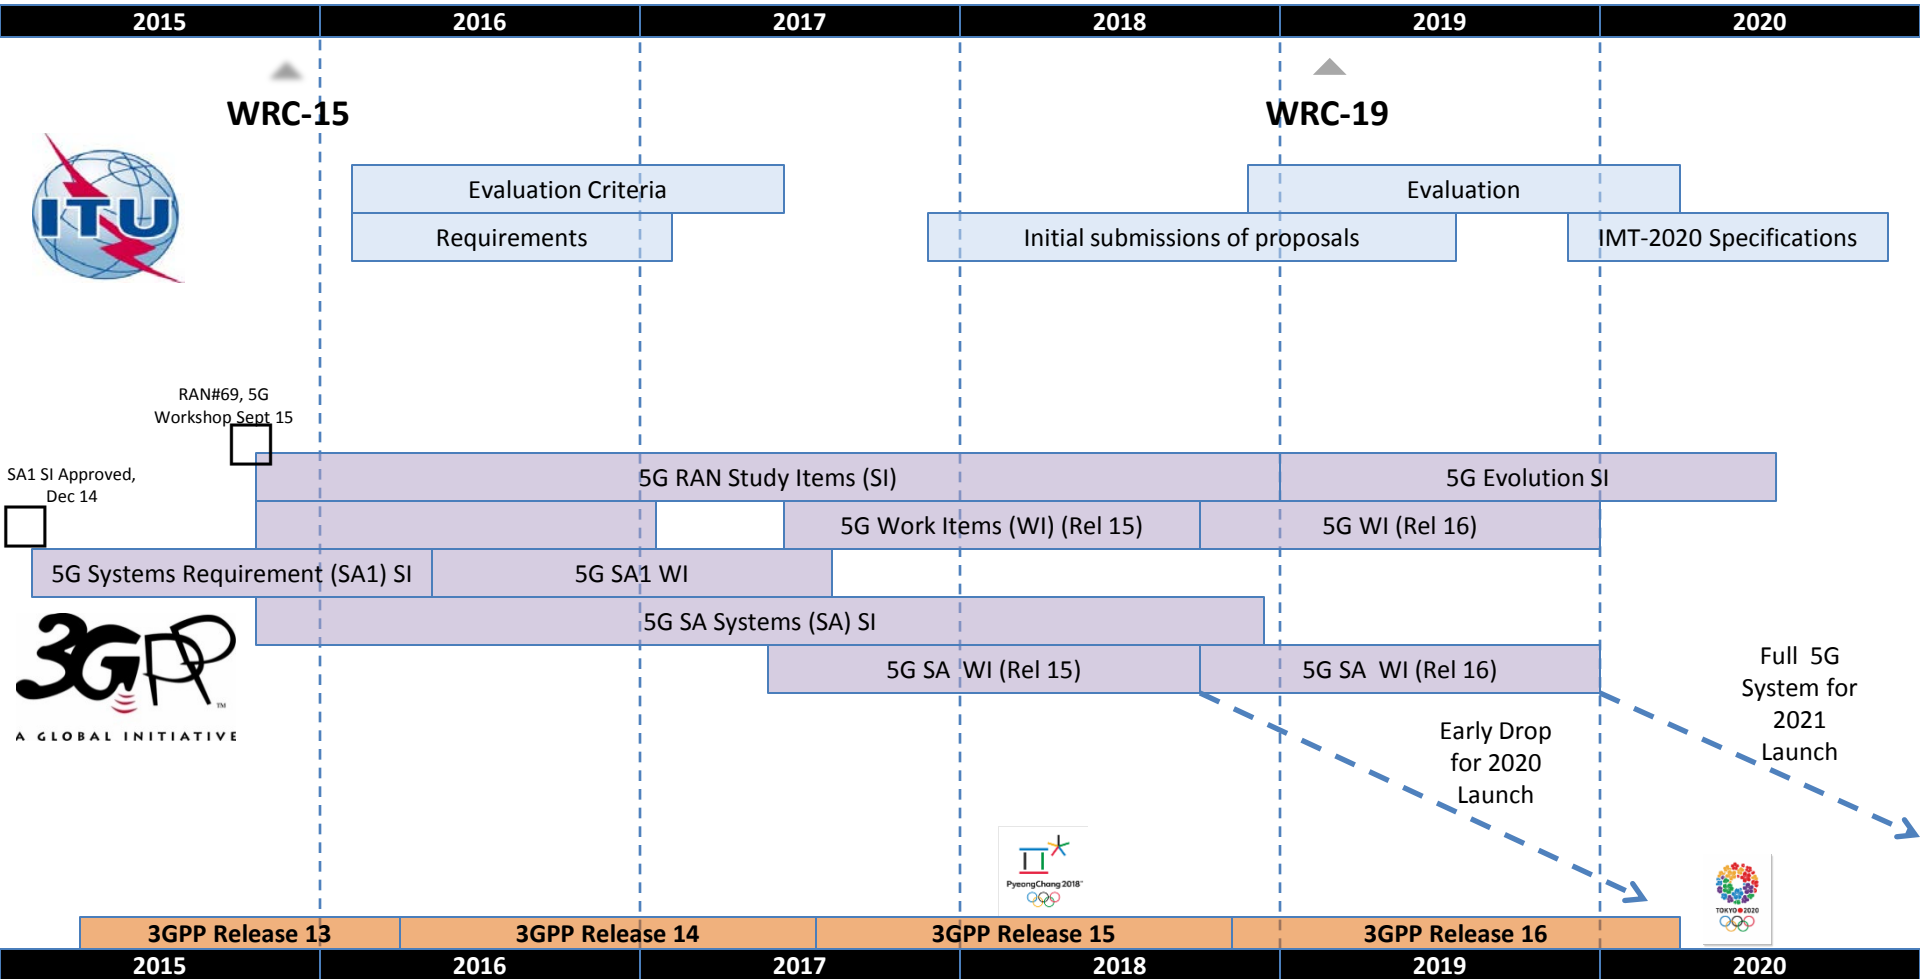 2015 2016 2017 2018 2019 2020
WRC-15 WRC-19
Evaluation Criteria Evaluation
ITU
Requirements Initial submissions of proposals IMT-2020 Specifications
RAN#69, 5G
Workshop Sept 15
SA1 SI Approved,
Dec 14
5G RAN Study Items (SI) 5G Evolution SI
5G Work Items (WI) (Rel 15) 5G WI (Rel 16)
5G Systems Requirement (SA1) SI 5G SA1 WI
5G SA Systems (SA) SI
3GPP
TM
A GLOBAL INITIATIVE
5G SA WI (Rel 15) 5G SA WI (Rel 16)
Full 5G
System for
2021
Launch
Early Drop
for 2020
Launch
PyeongChang 2018™
TOKYO 2020
3GPP Release 13 3GPP Release 14 3GPP Release 15 3GPP Release 16
2015 2016 2017 2018 2019 2020